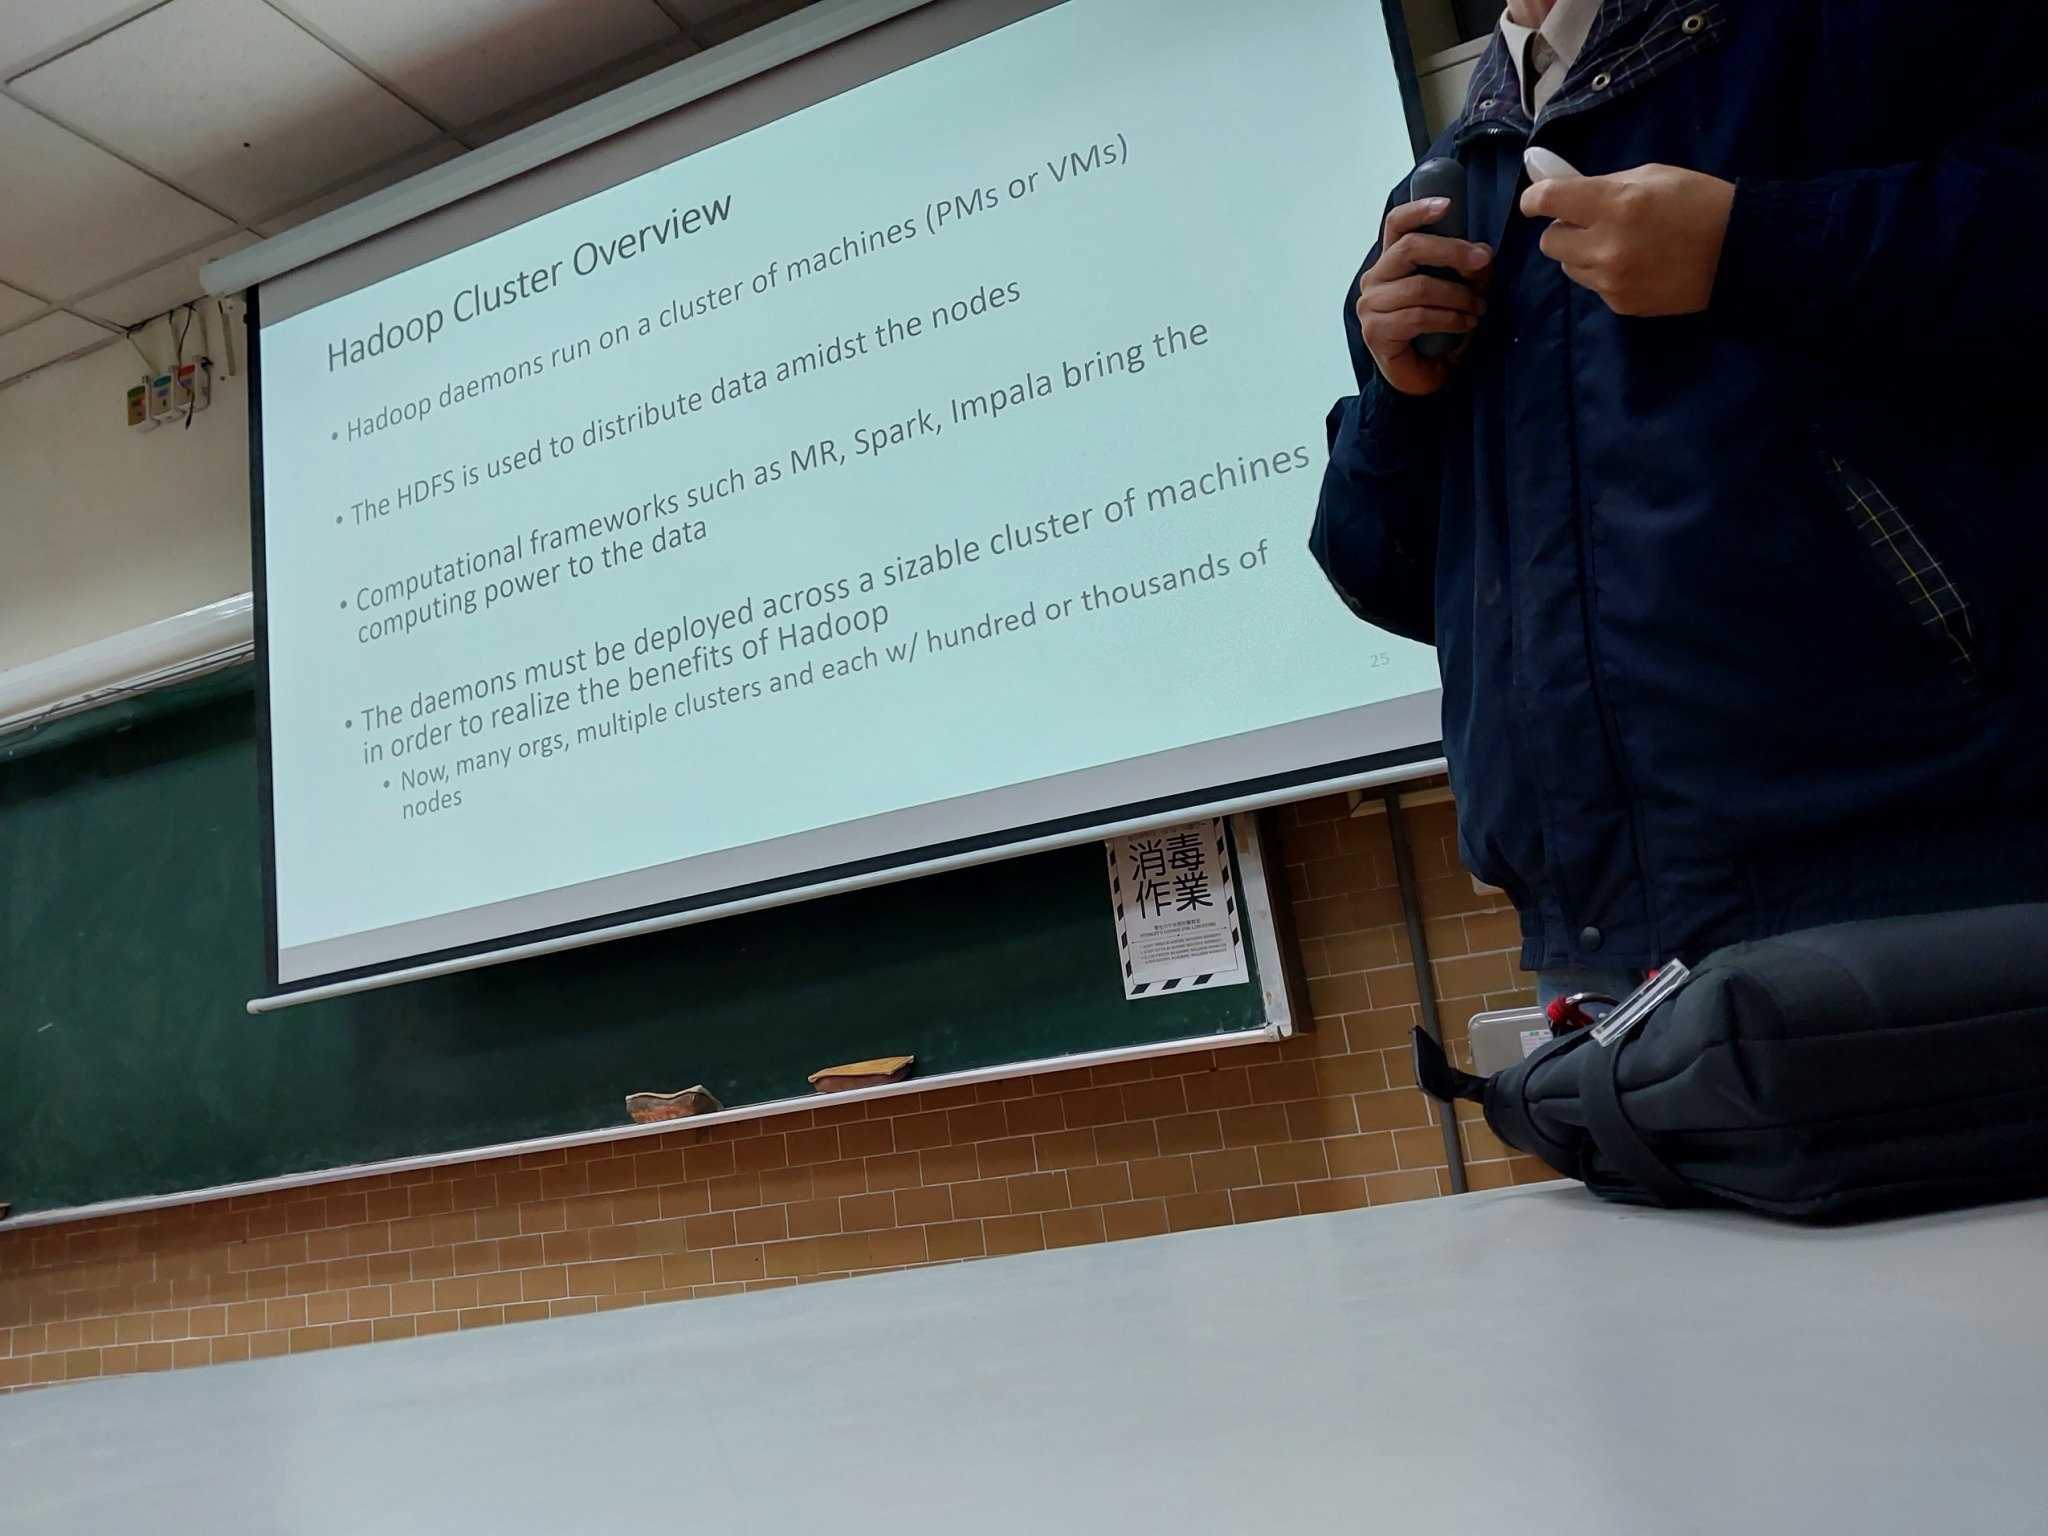 Hadoop Cluster Overview
• Hadoop daemons run on a cluster of machines (PMs or VMs)
• The HDFS is used to distribute data amidst the nodes
• Computational frameworks such as MR, Spark, Impala bring the
computing power to the data
• The daemons must be deployed across a sizable cluster of machines
in order to realize the benefits of Hadoop
• Now, many orgs, multiple clusters and each w/ hundred or thousands of
nodes
25
消毒
作業